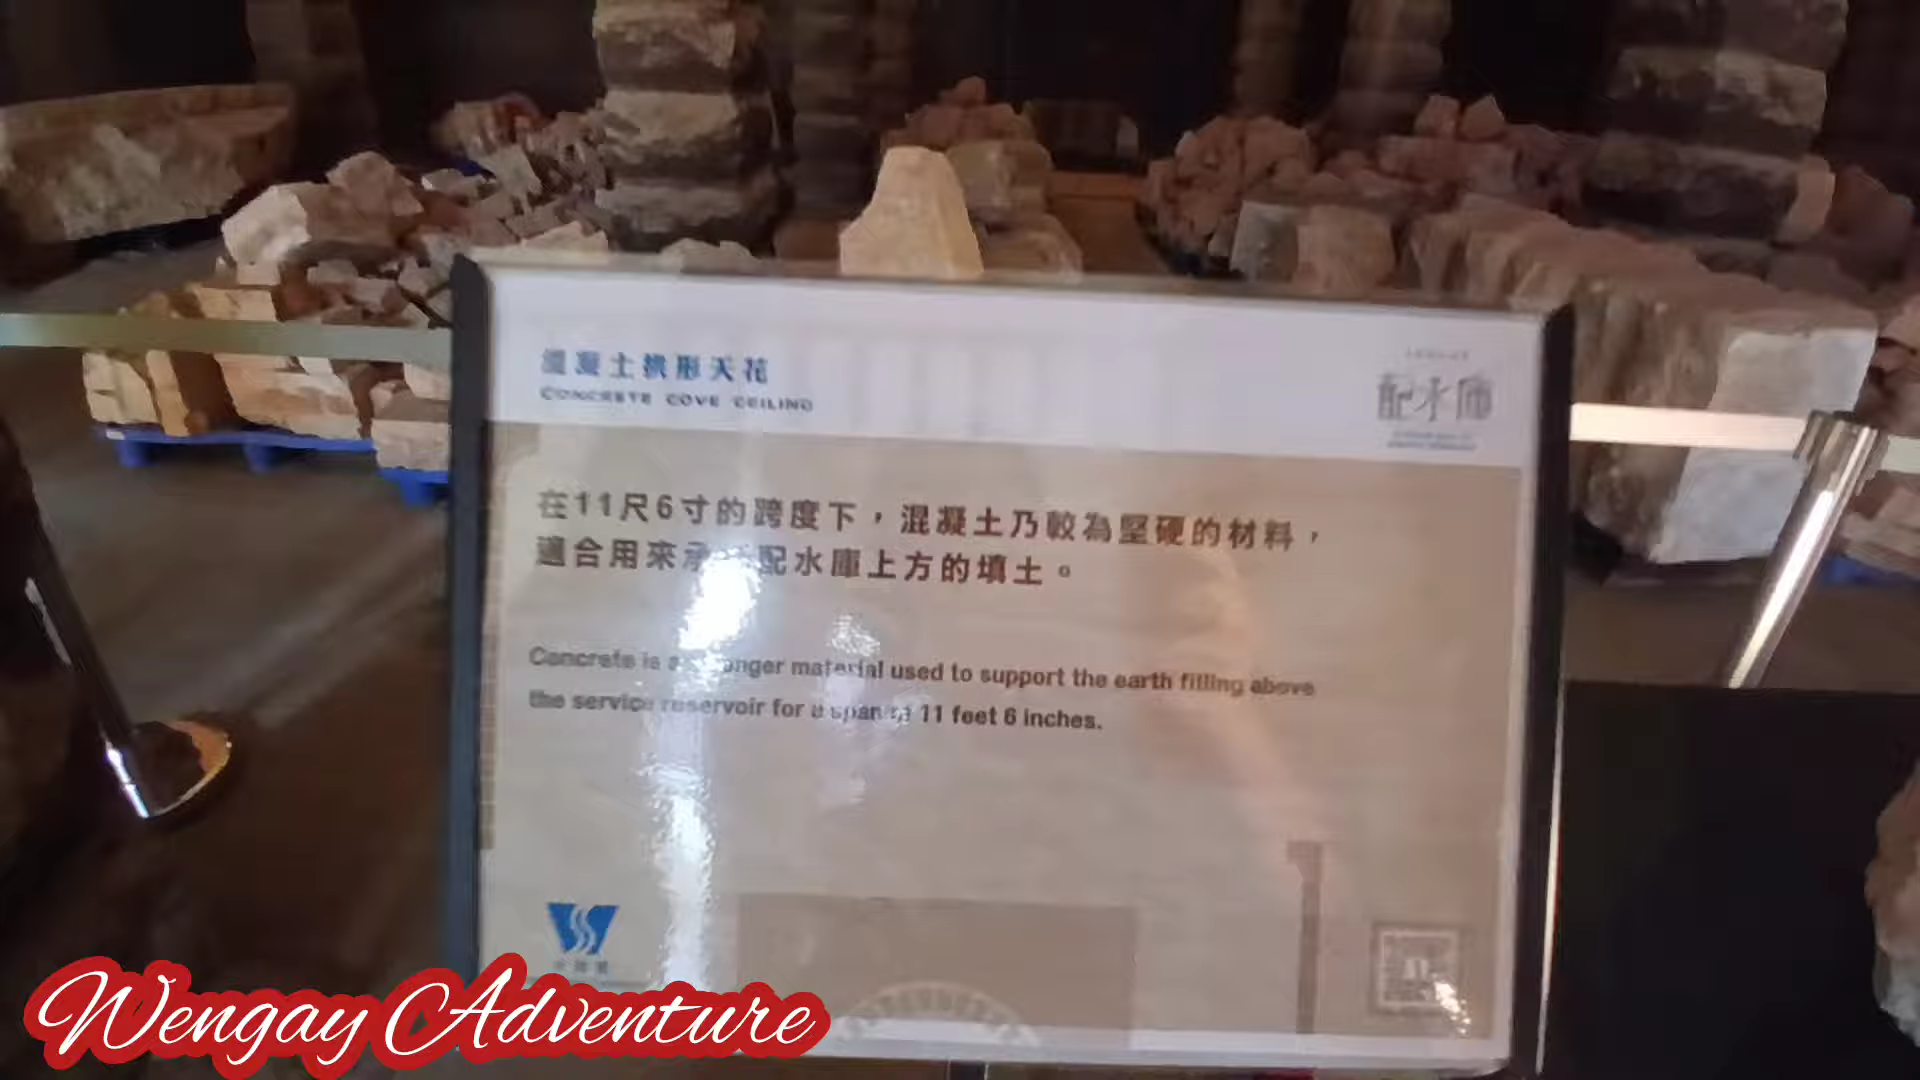 混凝土拱形天花
CONCRETE COVE CEILING
配水庫
在11尺6寸的跨度下，混凝土乃較為堅硬的材料，
適合用來承 配水庫上方的填土。
Concrete is a stronger material used to support the earth filling above
the service reservoir for a span of 11 feet 6 inches.
Wengay Adventure